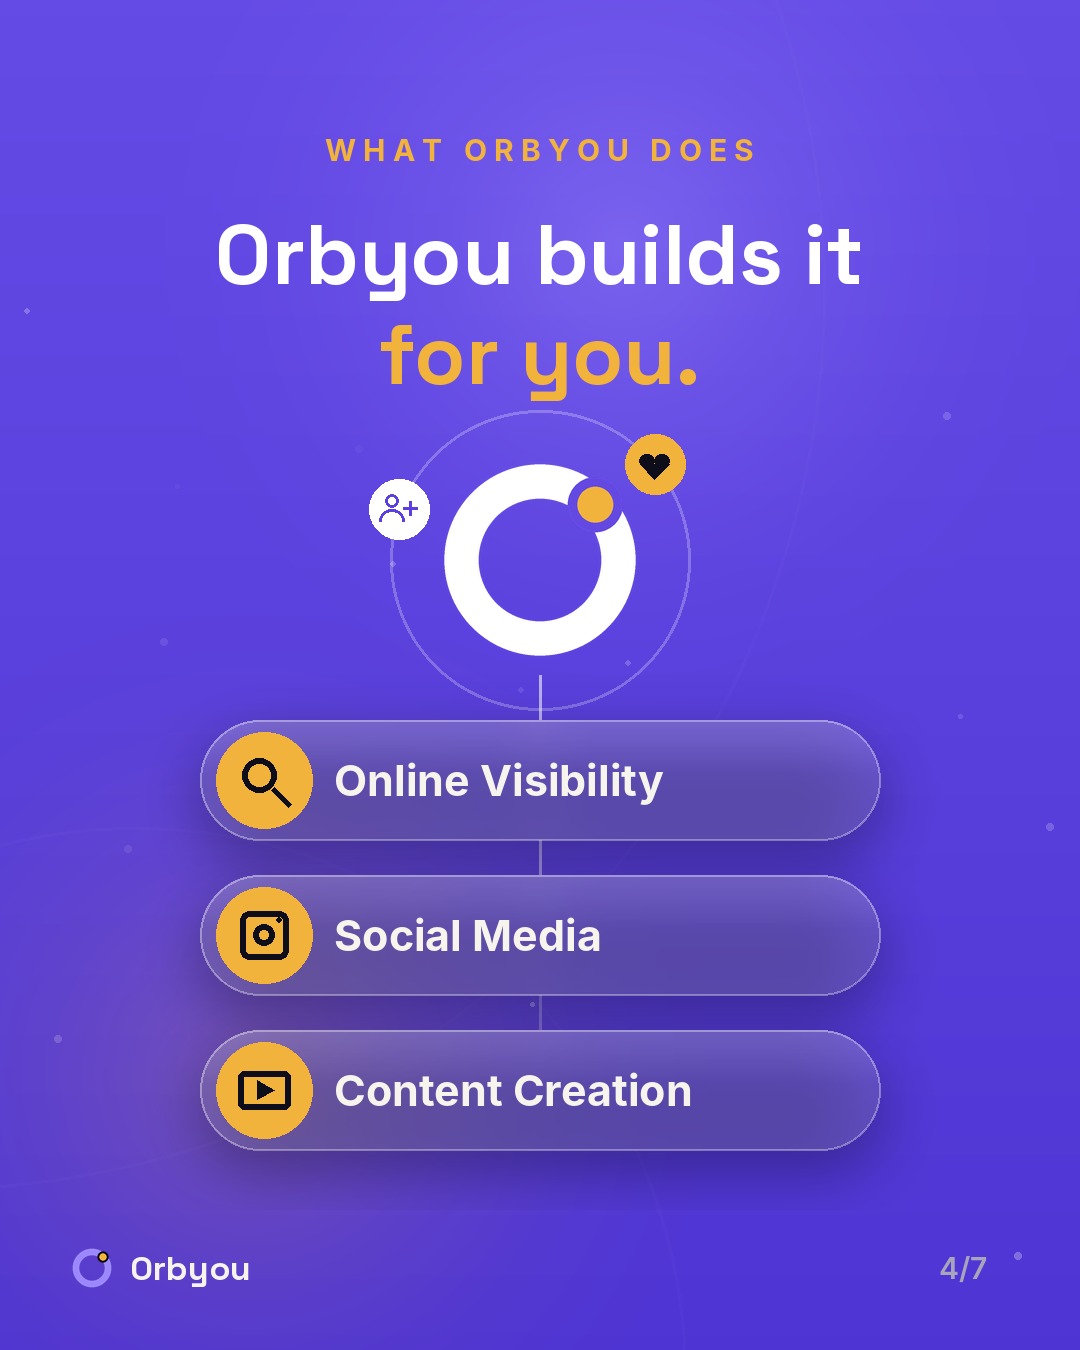 WHAT ORBYOU DOES
Orbyou builds it
for you.
Online Visibility
Social Media
Content Creation
Orbyou
4/7